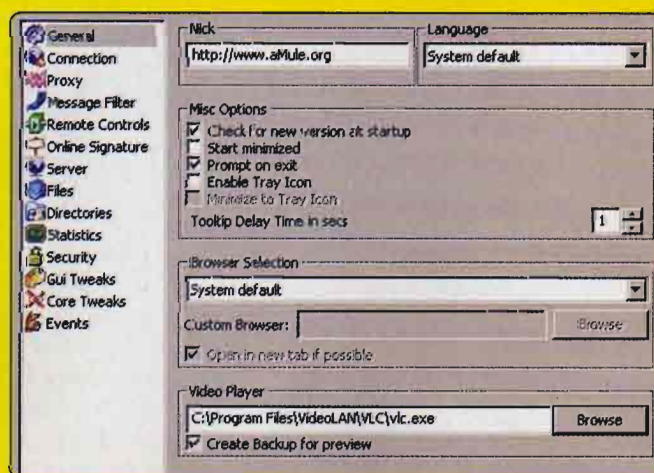 General
Connection
Proxy
Message Filter
Remote Controls
Online Signature
Server
Files
Directories
Statistics
Security
Gui Tweaks
Core Tweaks
Events
Nick
http://www.aMule.org
Language
System default
Misc Options
Check for new version at startup
Start minimized
Prompt on exit
Enable Tray Icon
Minimize to Tray Icon
Tooltip Delay Time in secs
1
Browser Selection
System default
Custom Browser:
Browse
Open in new tab if possible
Video Player
C:\Program Files\VideoLAN\VLC\vlc.exe
Browse
Create Backup for preview